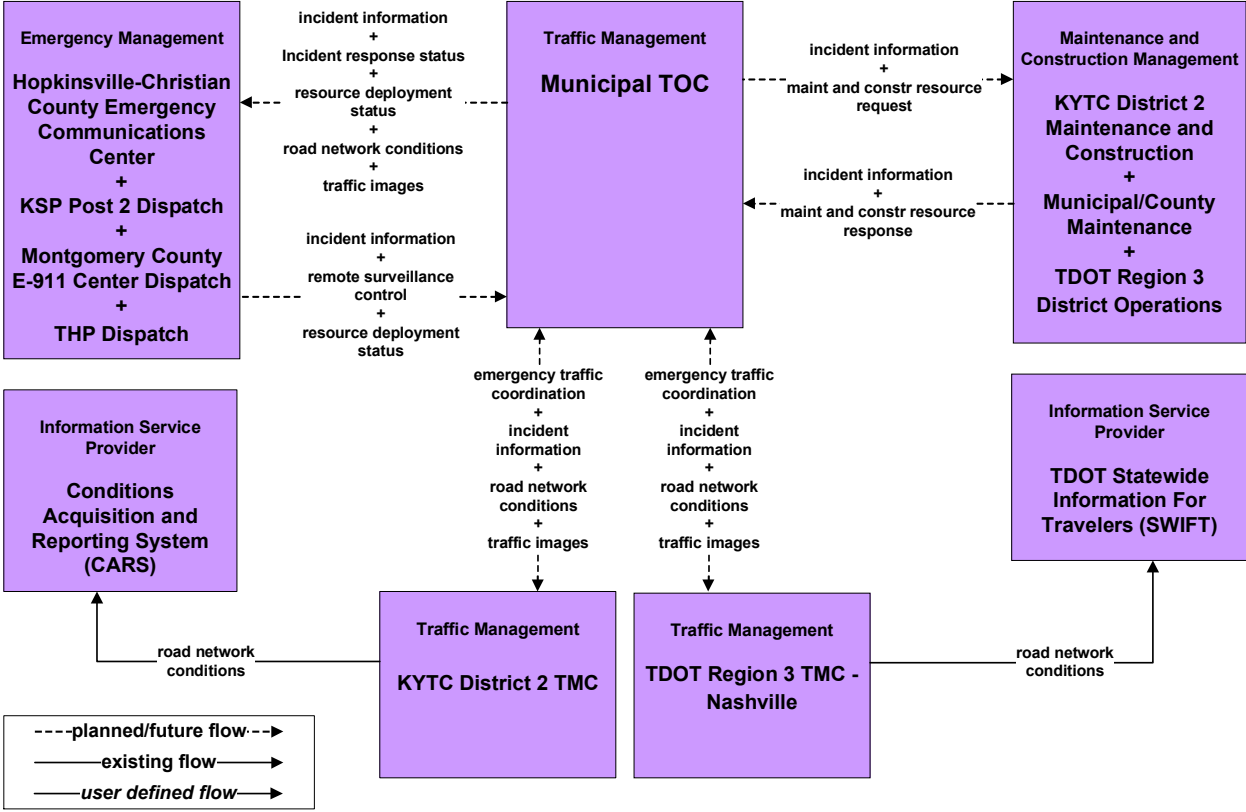 Emergency Management
Hopkinsville-Christian
County Emergency
Communications
Center
+
KSP Post 2 Dispatch
+
Montgomery County
E-911 Center Dispatch
+
THP Dispatch
incident information
+
Incident response status
+
resource deployment
status
+
road network conditions
+
traffic images
incident information
+
remote surveillance
control
+
resource deployment
status
Traffic Management
Municipal TOC
incident information
+
maint and constr resource
request
incident information
+
maint and constr resource
response
Maintenance and
Construction Management
KYTC District 2
Maintenance and
Construction
+
Municipal/County
Maintenance
+
TDOT Region 3
District Operations
emergency traffic
coordination
+
incident
information
+
road network
conditions
+
traffic images
emergency traffic
coordination
+
incident
information
+
road network
conditions
+
traffic images
Information Service
Provider
Conditions
Acquisition and
Reporting System
(CARS)
Information Service
Provider
TDOT Statewide
Information For
Travelers (SWIFT)
road network
conditions
Traffic Management
KYTC District 2 TMC
Traffic Management
TDOT Region 3 TMC -
Nashville
road network
conditions
planned/future flow
existing flow
user defined flow